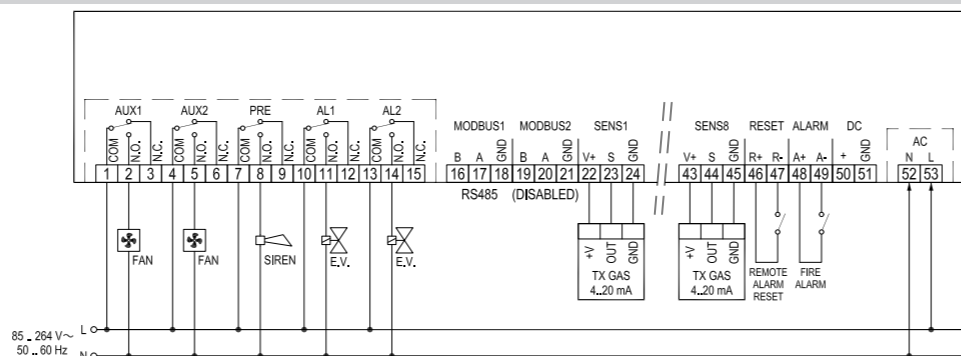 AUX1 AUX2 PRE AL1 AL2
COM N.O. N.C. COM N.O. N.C. COM N.O. N.C. COM N.O. N.C. COM N.O. N.C.
MODBUS1 MODBUS2 SENS1 SENS8 RESET ALARM DC AC
B A GND B A GND V+ S GND V+ S GND R+ R- A+ A- + GND N L
1 2 3 4 5 6 7 8 9 10 11 12 13 14 15 16 17 18 19 20 21 22 23 24 43 44 45 46 47 48 49 50 51 52 53
RS485 (DISABLED)
FAN FAN SIREN E.V. E.V.
+V OUT GND +V OUT GND
TX GAS
4..20 mA
TX GAS
4..20 mA
REMOTE
ALARM
RESET
FIRE
ALARM
85 .. 264 V~ L
50 .. 60 Hz N